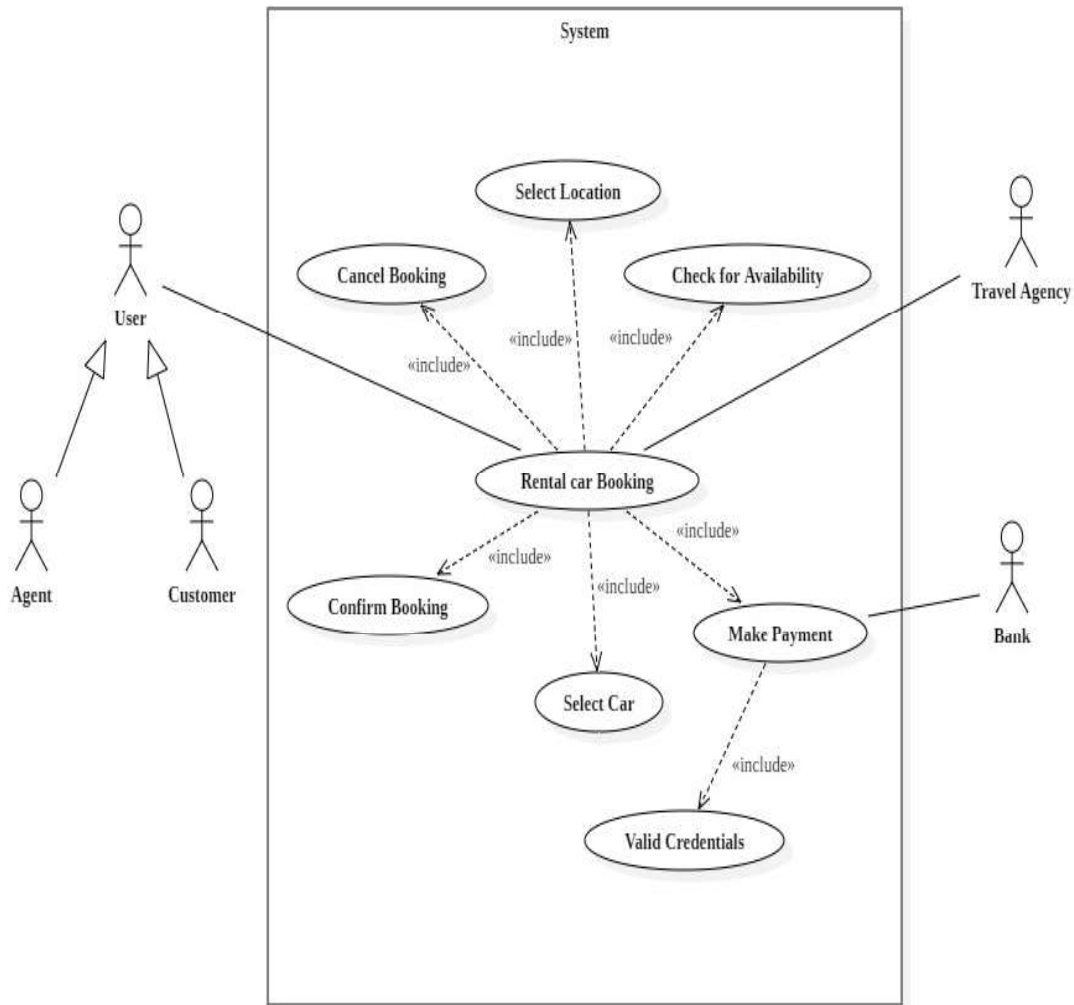 System
Select Location
Cancel Booking
Check for Availability
User
Travel Agency
«include»
«include»
«include»
Rental car Booking
«include»
«include»
«include»
Agent
Customer
Confirm Booking
Make Payment
Bank
Select Car
«include»
Valid Credentials